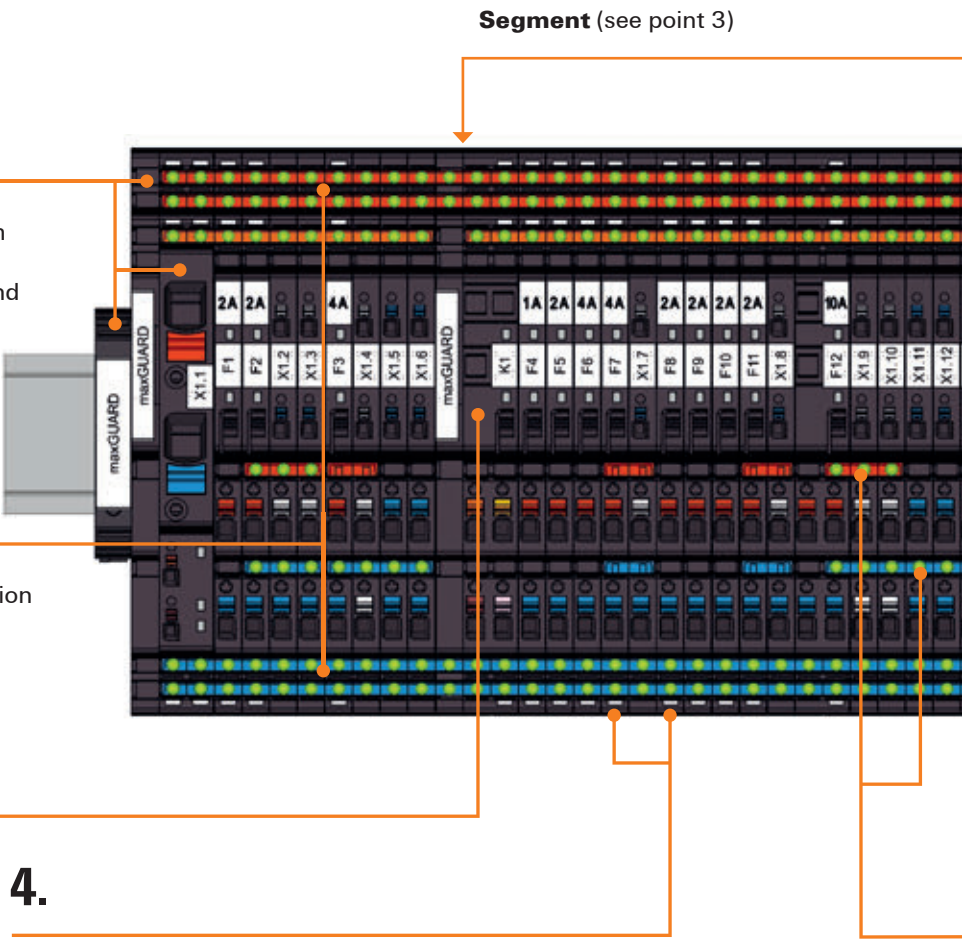 Segment (see point 3)
n
nd
tion
maxGUARD
maxGUARD
X1.1
2A
2A
4A
F1
F2
X1.2
X1.3
F3
X1.4
X1.5
X1.6
maxGUARD
1A
2A
4A
4A
2A
2A
2A
2A
10A
K1
F4
F5
F6
F7
X1.7
F8
F9
F10
F11
X1.8
F12
X1.9
X1.10
X1.11
X1.12
4.